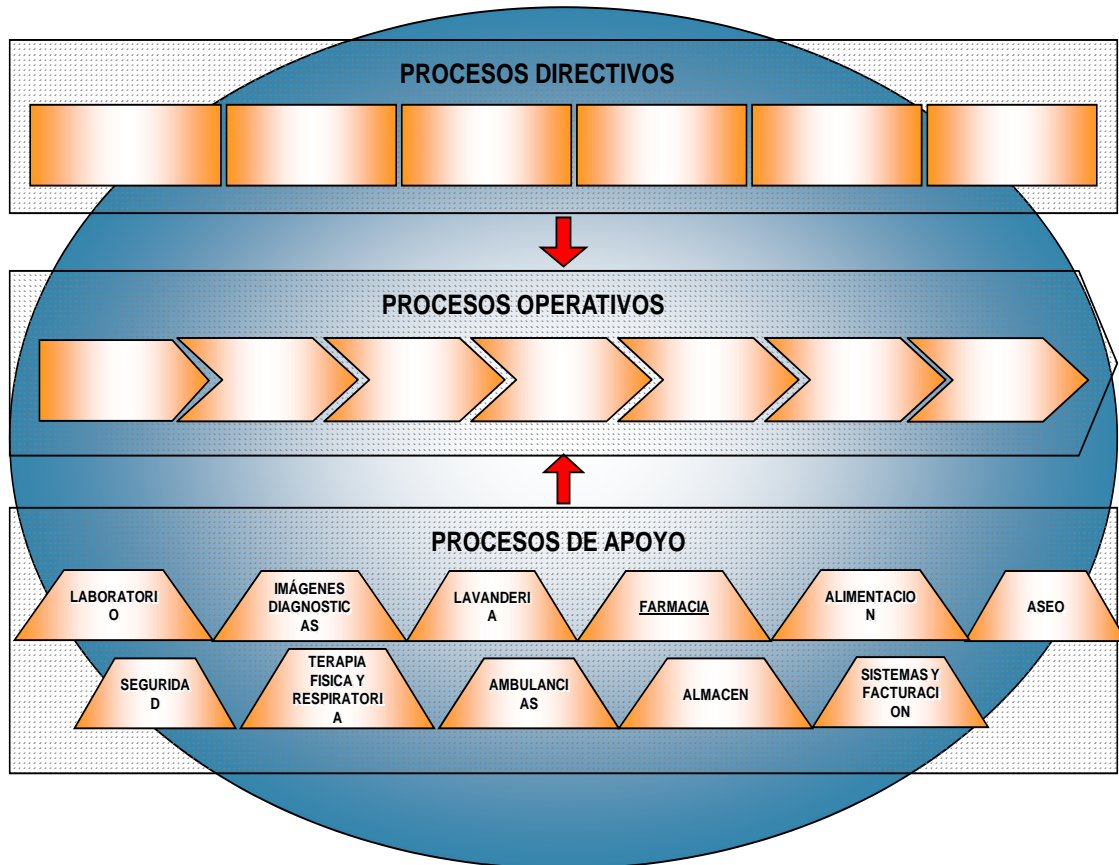 PROCESOS DIRECTIVOS
PROCESOS OPERATIVOS
PROCESOS DE APOYO
LABORATORI
O
IMÁGENES
DIAGNOSTIC
AS
LAVANDERI
A
FARMACIA
ALIMENTACIO
N
ASEO
SEGURIDA
D
TERAPIA
FISICA Y
RESPIRATORI
A
AMBULANCI
AS
ALMACEN
SISTEMAS Y
FACTURACI
ON